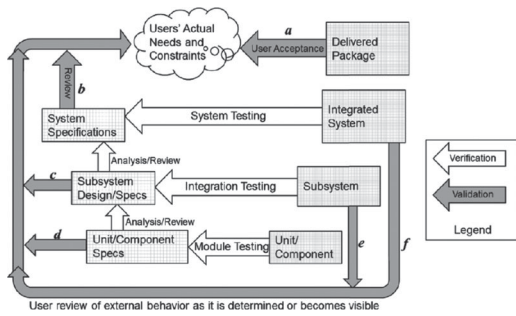 Users' Actual
Needs and
Constraints
a
User Acceptance
Delivered
Package
Review
b
System
Specifications
System Testing
Integrated
System
Analysis/Review
c
Subsystem
Design/Specs
Integration Testing
Subsystem
Analysis/Review
d
Unit/Component
Specs
Module Testing
Unit/
Component
e
f
Verification
Validation
Legend
User review of external behavior as it is determined or becomes visible